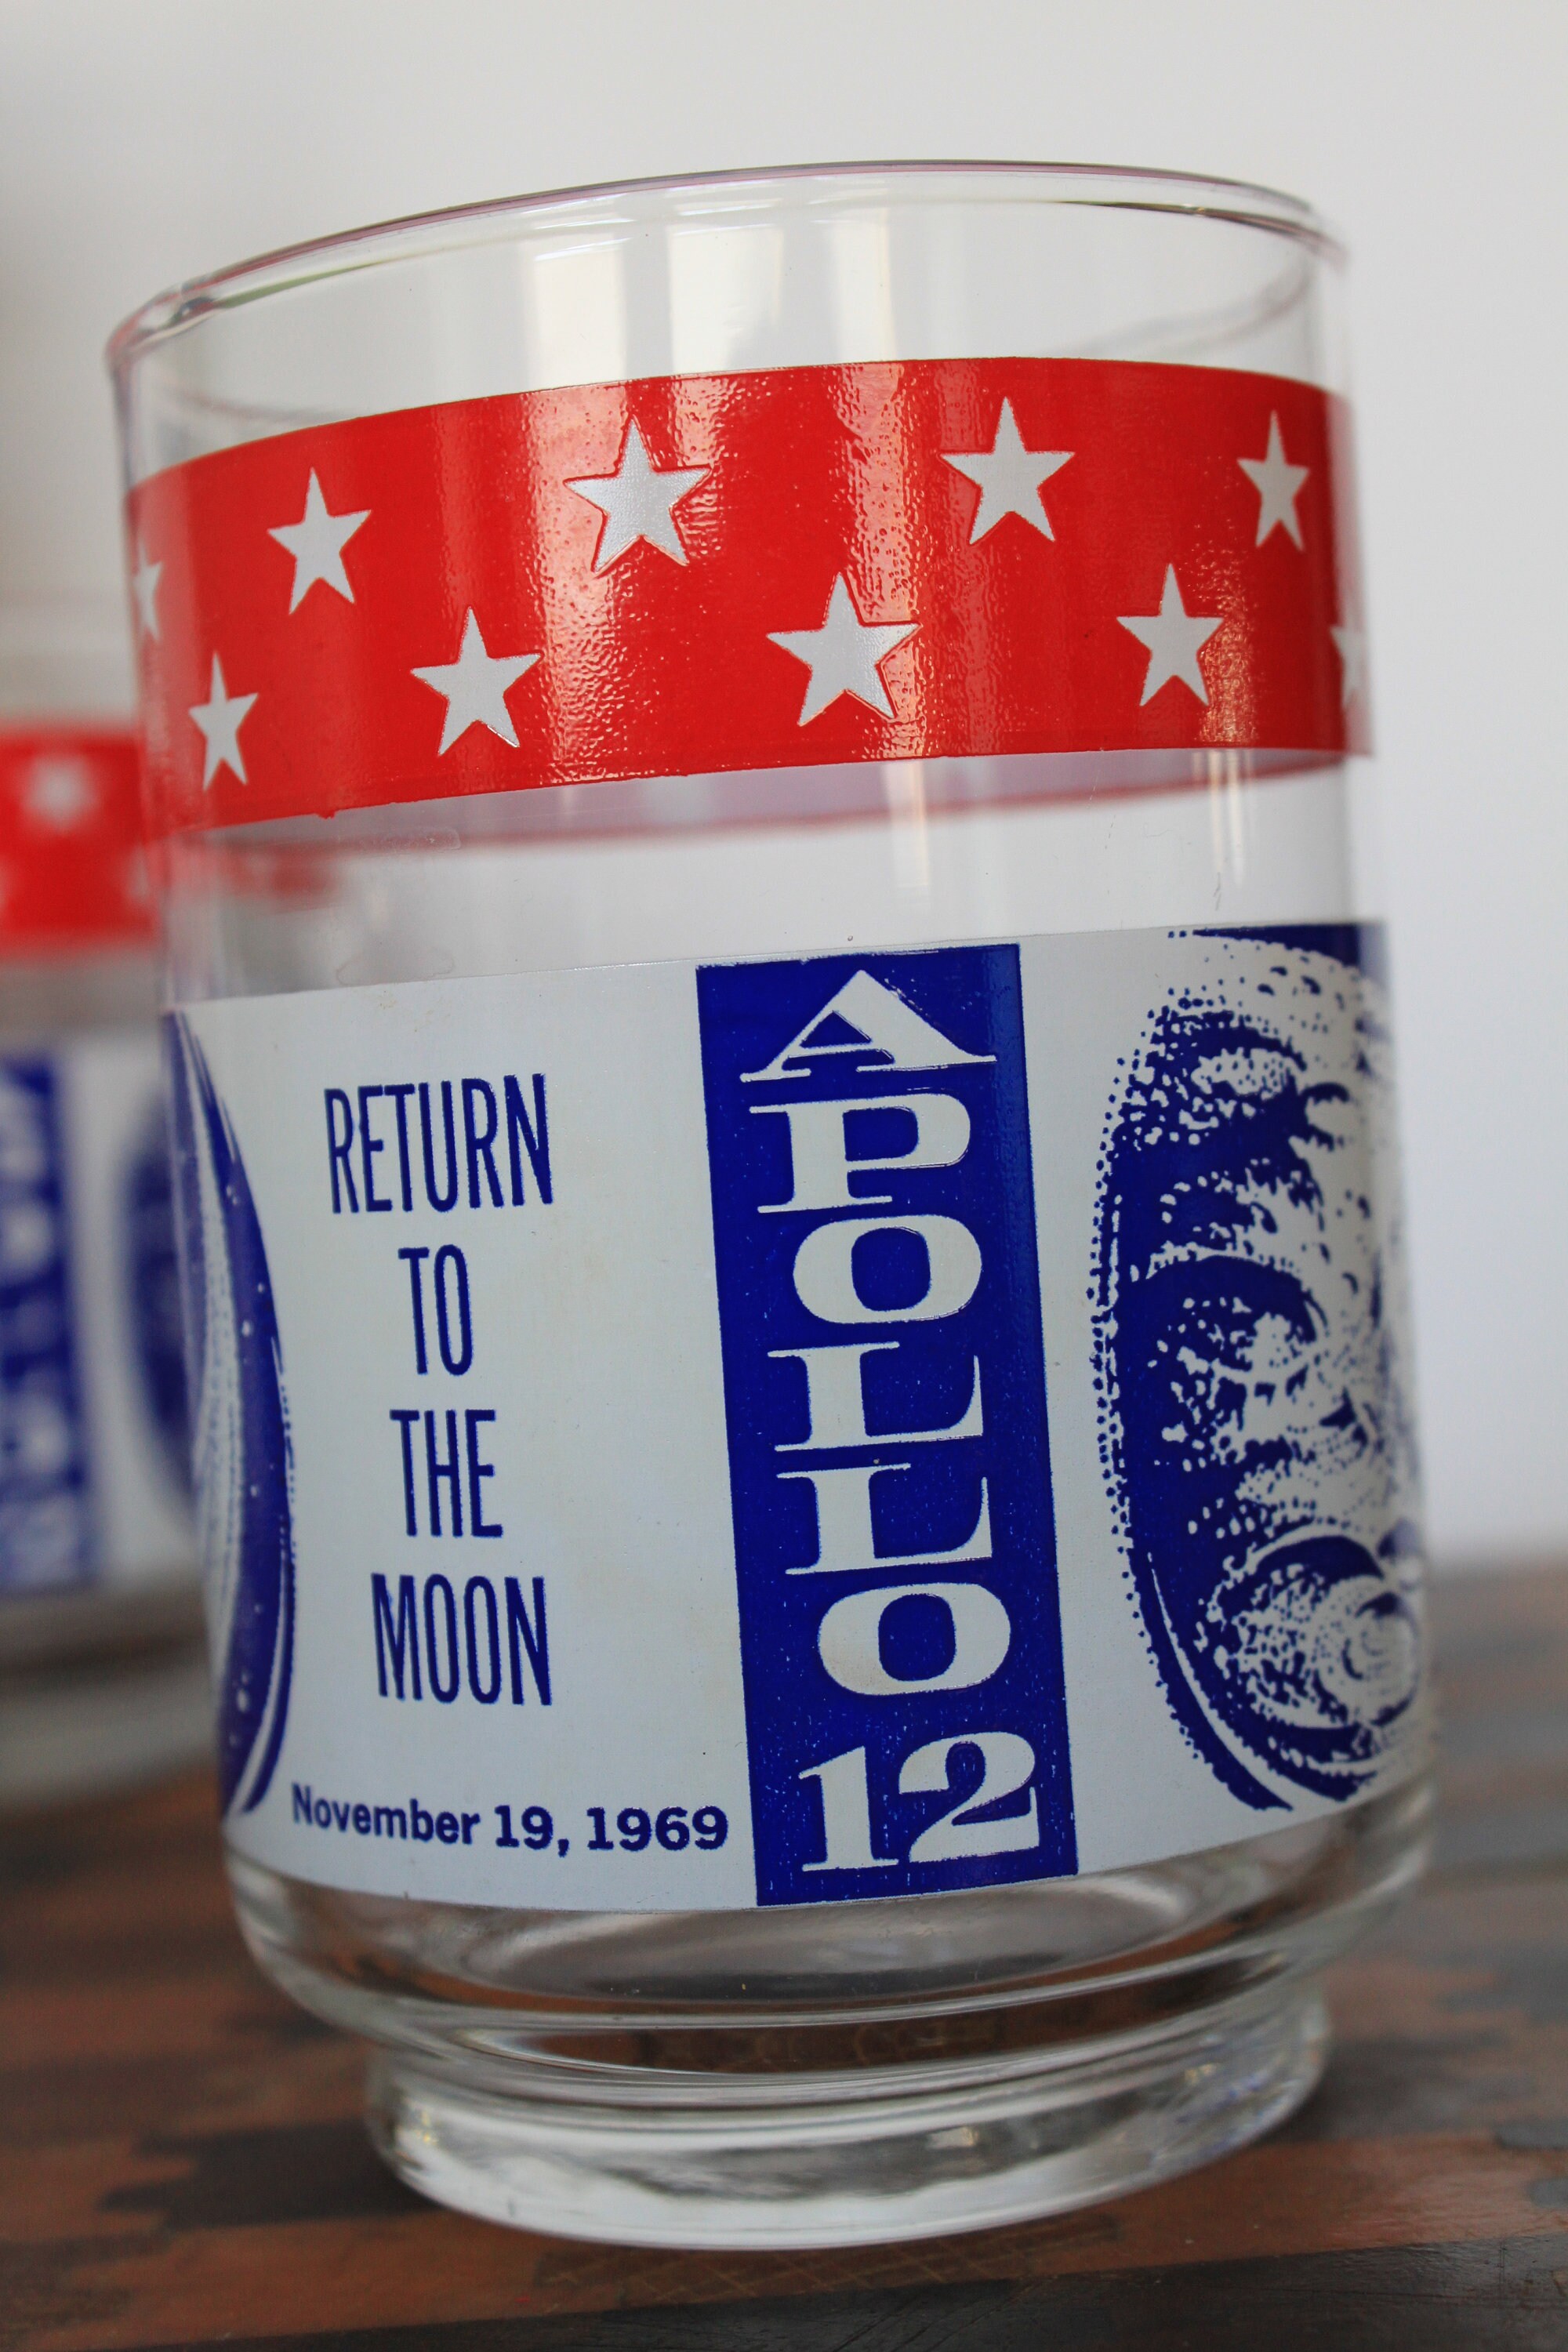 RETURN
TO
THE
MOON
November 19, 1969
APOLLO
12